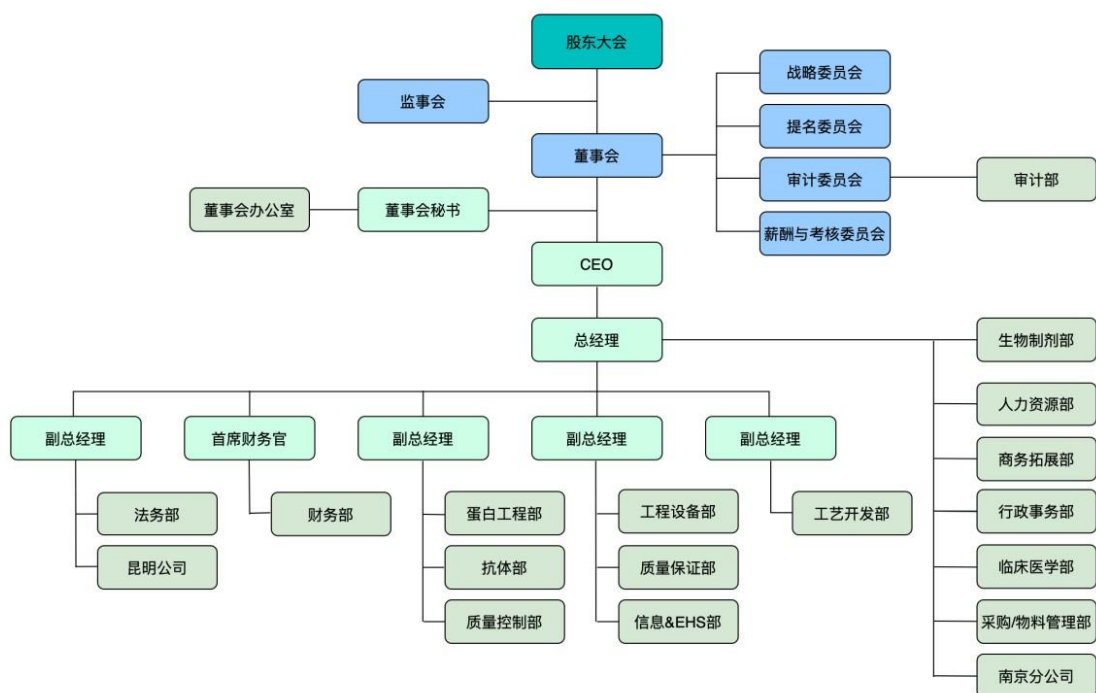 股东大会
战略委员会
监事会
提名委员会
董事会
审计委员会
审计部
董事会办公室
董事会秘书
薪酬与考核委员会
CEO
总经理
生物制剂部
人力资源部
副总经理
首席财务官
副总经理
副总经理
副总经理
商务拓展部
法务部
财务部
蛋白工程部
工程设备部
工艺开发部
行政事务部
昆明公司
抗体部
质量保证部
临床医学部
质量控制部
信息&EHS部
采购/物料管理部
南京分公司